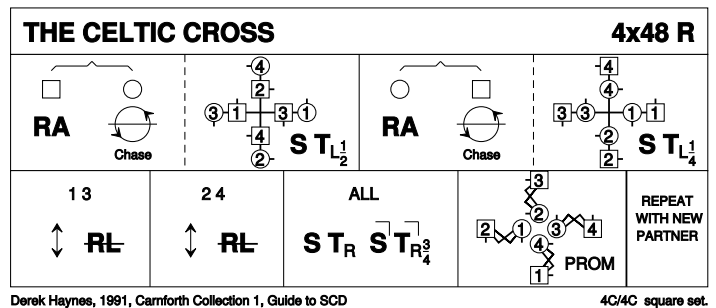 THE CELTIC CROSS 4x48 R
4
2
3 1 3 1
4
2
RA Chase S T L 1/2
4
4
3 3 1 1
2
2
RA Chase S T L 1/4
1 3 2 4 ALL
RL RL S T R S T R 3/4
3
2
2 1 3 4
4
1
PROM
REPEAT
WITH NEW
PARTNER
Derek Haynes, 1991, Carnforth Collection 1, Guide to SCD 4C/4C square set.